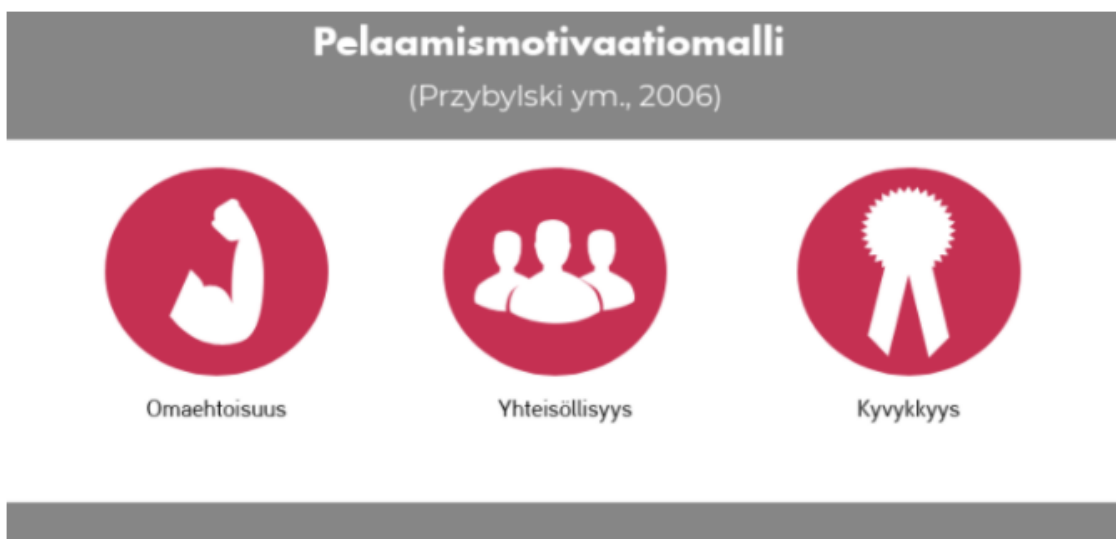 Pelaamismotivaatiomalli
(Przybylski ym., 2006)
Omaehtoisuus
Yhteisöllisyys
Kyvykkyys